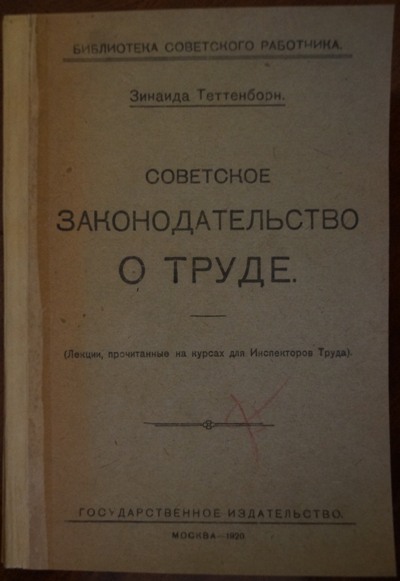 БИБЛИОТЕКА СОВЕТСКОГО РАБОТНИКА.
Зинаида Теттенборн.
СОВЕТСКОЕ
ЗАКОНОДАТЕЛЬСТВО
О ТРУДЕ.
(Лекции, прочитанные на курсах для Инспекторов Труда).
ГОСУДАРСТВЕННОЕ ИЗДАТЕЛЬСТВО.
МОСКВА—1920